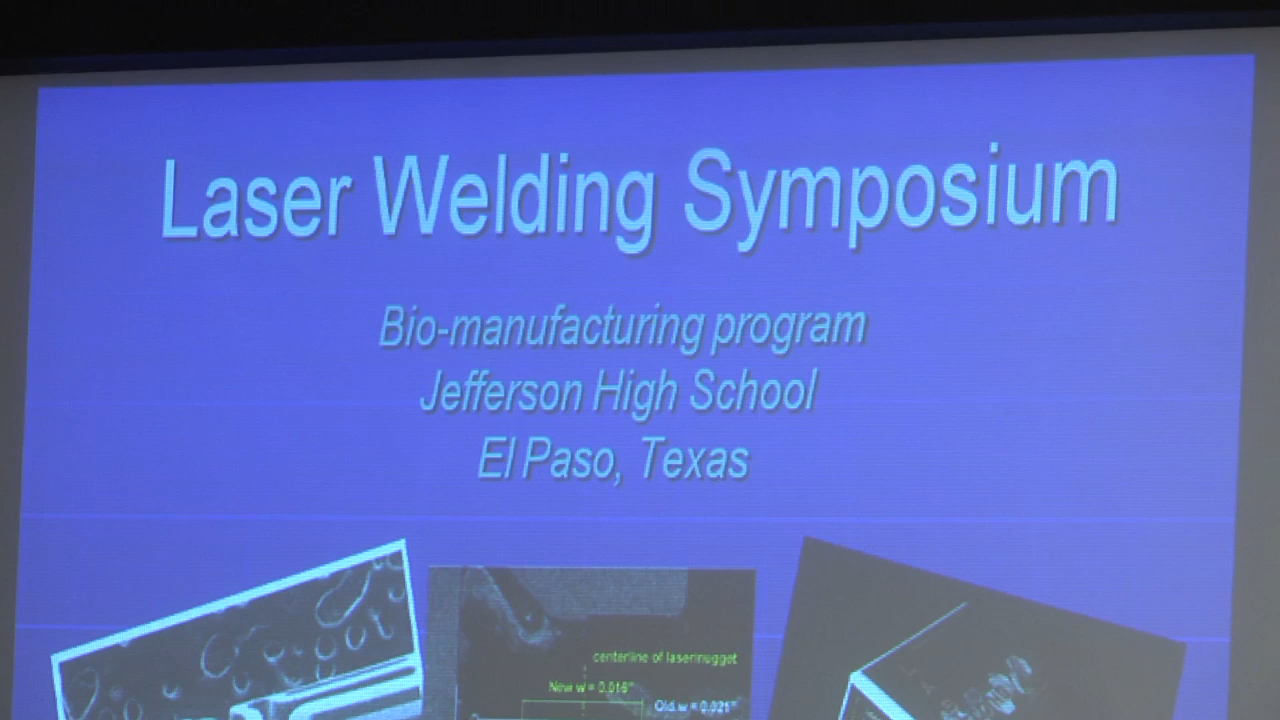 Laser Welding Symposium
Bio-manufacturing program
Jefferson High School
El Paso, Texas
centerline of laser nugget
New w = 0.016"
Old w = 0.021"